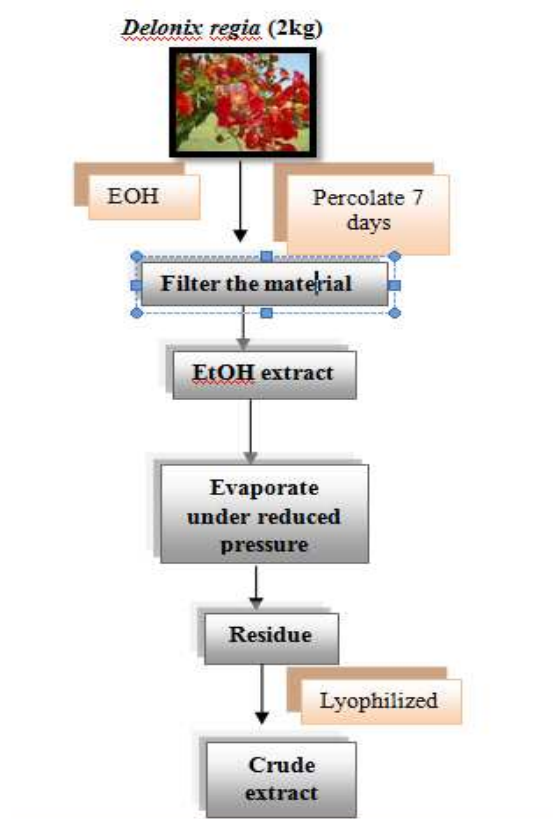 Delonix regia (2kg)
EOH
Percolate 7
days
Filter the material
EtOH extract
Evaporate
under reduced
pressure
Residue
Lyophilized
Crude
extract